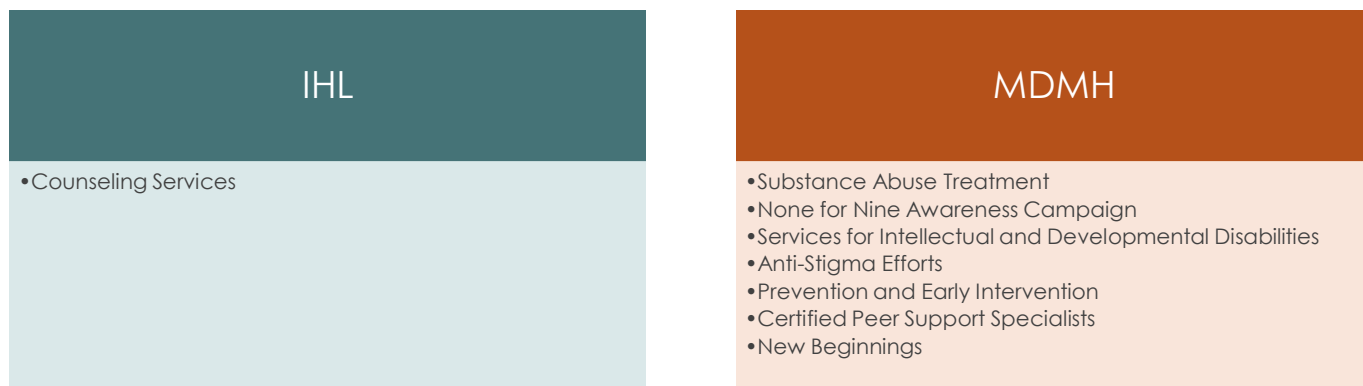 IHL
•Counseling Services
MDMH
•Substance Abuse Treatment
•None for Nine Awareness Campaign
•Services for Intellectual and Developmental Disabilities
•Anti-Stigma Efforts
•Prevention and Early Intervention
•Certified Peer Support Specialists
•New Beginnings